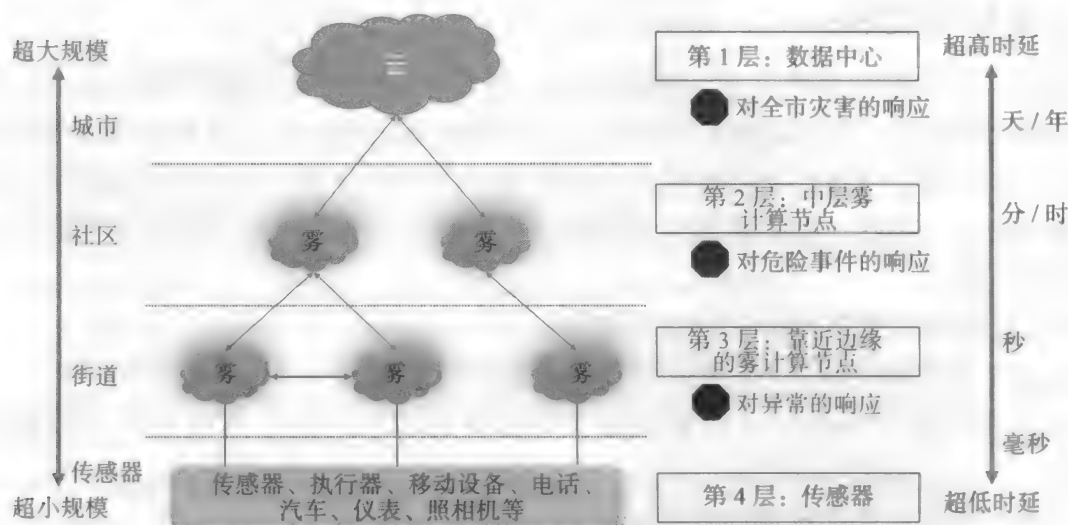 超大规模
城市
社区
街道
传感器
超小规模
云
雾
雾
雾
雾
雾
传感器、执行器、移动设备、电话、
汽车、仪表、照相机等
第1层：数据中心
对全市灾害的响应
第2层：中层雾
计算节点
对危险事件的响应
第3层：靠近边缘
的雾计算节点
对异常的响应
第4层：传感器
超高时延
天/年
分/时
秒
毫秒
超低时延